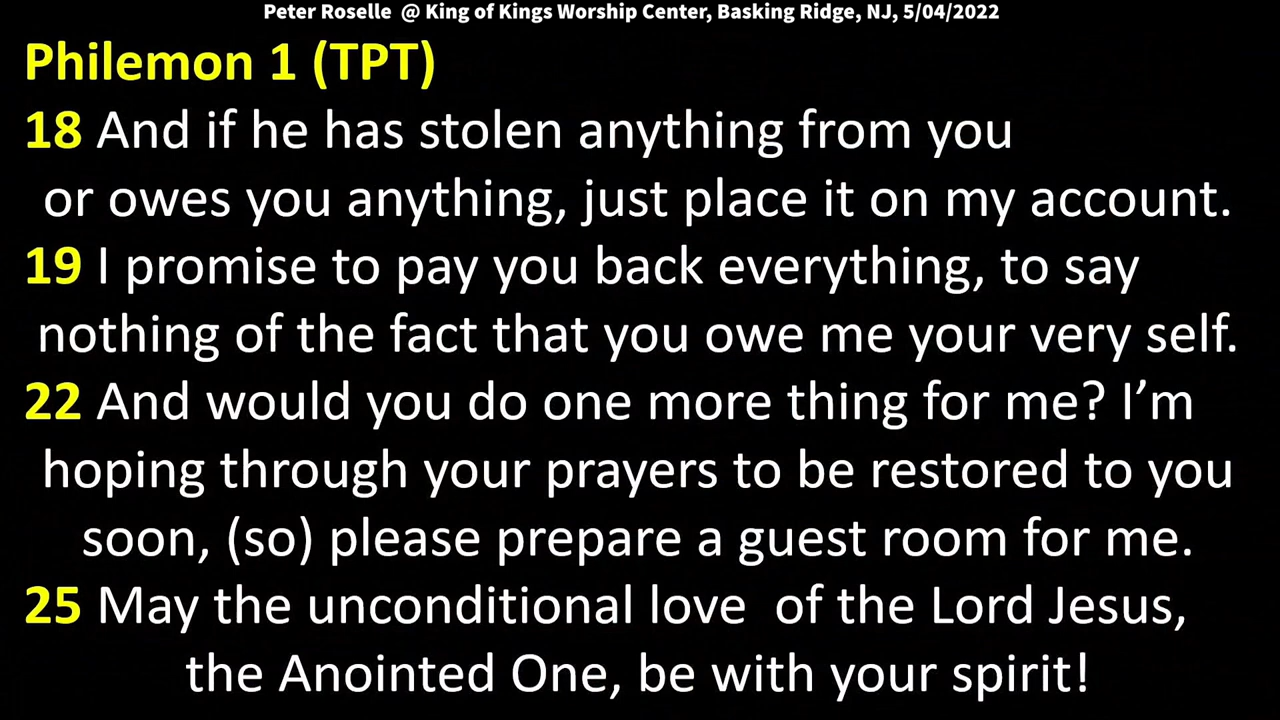 Peter Roselle @ King of Kings Worship Center, Basking Ridge, NJ, 5/04/2022
Philemon 1 (TPT)
18 And if he has stolen anything from you
or owes you anything, just place it on my account.
19 I promise to pay you back everything, to say
nothing of the fact that you owe me your very self.
22 And would you do one more thing for me? I’m
hoping through your prayers to be restored to you
soon, (so) please prepare a guest room for me.
25 May the unconditional love of the Lord Jesus,
the Anointed One, be with your spirit!